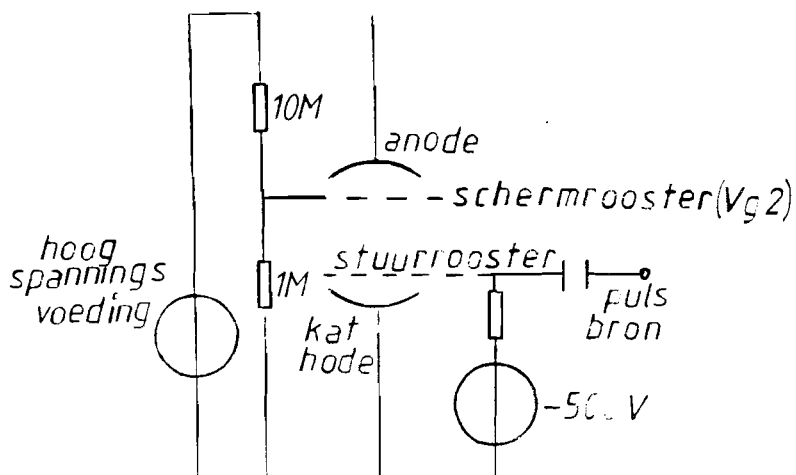 10M
anode
schermrooster(Vg2)
hoog
spannings
voeding
1M
stuurrooster
kat
hode
puls
bron